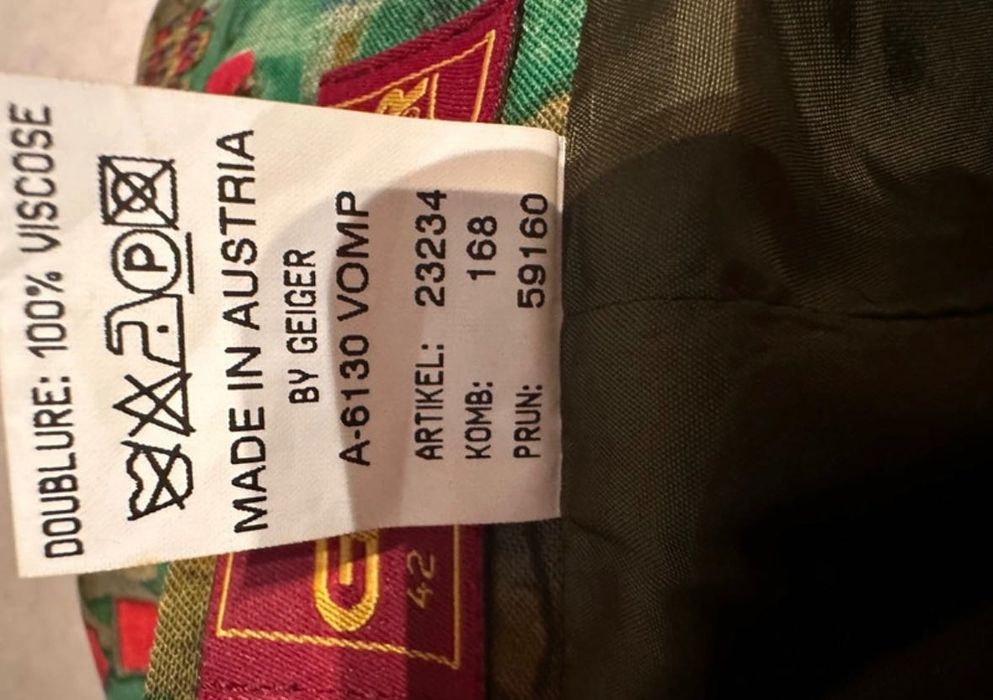 DOUBLURE: 100% VISCOSE
P
MADE IN AUSTRIA
BY GEIGER
A-6130 VOMP
ARTIKEL: 23234
KOMB: 168
PRUN: 59160
G R
42